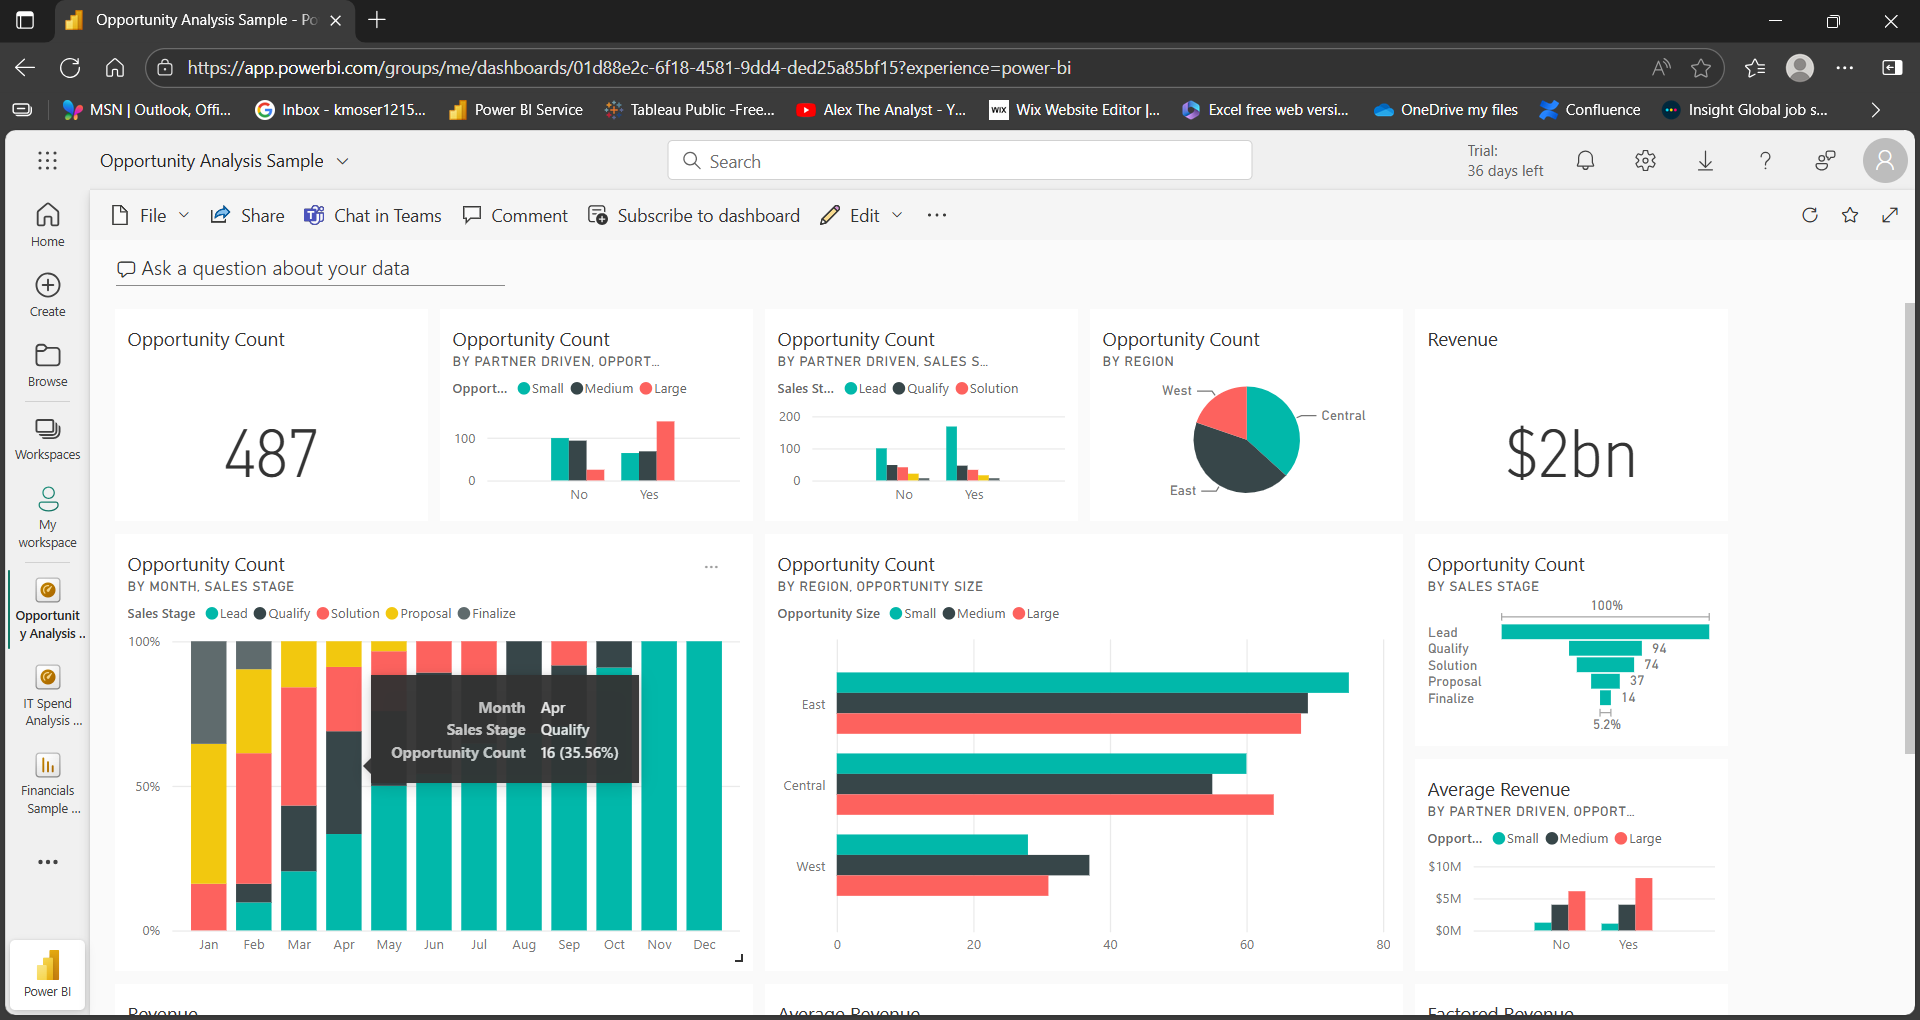 Opportunity Analysis Sample - Po
https://app.powerbi.com/groups/me/dashboards/01d88e2c-6f18-4581-9dd4-ded25a85bf15?experience=power-bi
MSN | Outlook, Offi...
Inbox - kmoser1215...
Power BI Service
Tableau Public -Free...
Alex The Analyst - Y...
WIX
Wix Website Editor |...
Excel free web versi...
OneDrive my files
Confluence
Insight Global job s...
Opportunity Analysis Sample
Search
Trial:
36 days left
File
Share
Chat in Teams
Comment
Subscribe to dashboard
Edit
Home
Create
Browse
Workspaces
My
workspace
Opportunit
y Analysis ..
IT Spend
Analysis ...
Financials
Sample ...
Power BI
Ask a question about your data
Opportunity Count
487
Opportunity Count
BY PARTNER DRIVEN, OPPORT...
Opport... Small Medium Large
100
0
No Yes
Opportunity Count
BY PARTNER DRIVEN, SALES S...
Sales St... Lead Qualify Solution
200
100
0
No Yes
Opportunity Count
BY REGION
West
Central
East
Revenue
$2bn
Opportunity Count
BY MONTH, SALES STAGE
Sales Stage Lead Qualify Solution Proposal Finalize
100%
50%
0%
Jan Feb Mar Apr May Jun Jul Aug Sep Oct Nov Dec
Month Apr
Sales Stage Qualify
Opportunity Count 16 (35.56%)
Opportunity Count
BY REGION, OPPORTUNITY SIZE
Opportunity Size Small Medium Large
East
Central
West
0 20 40 60 80
Opportunity Count
BY SALES STAGE
100%
Lead
Qualify 94
Solution 74
Proposal 37
Finalize 14
5.2%
Average Revenue
BY PARTNER DRIVEN, OPPORT...
Opport... Small Medium Large
$10M
$5M
$0M
No Yes
Revenue
Average Revenue
Factored Revenue